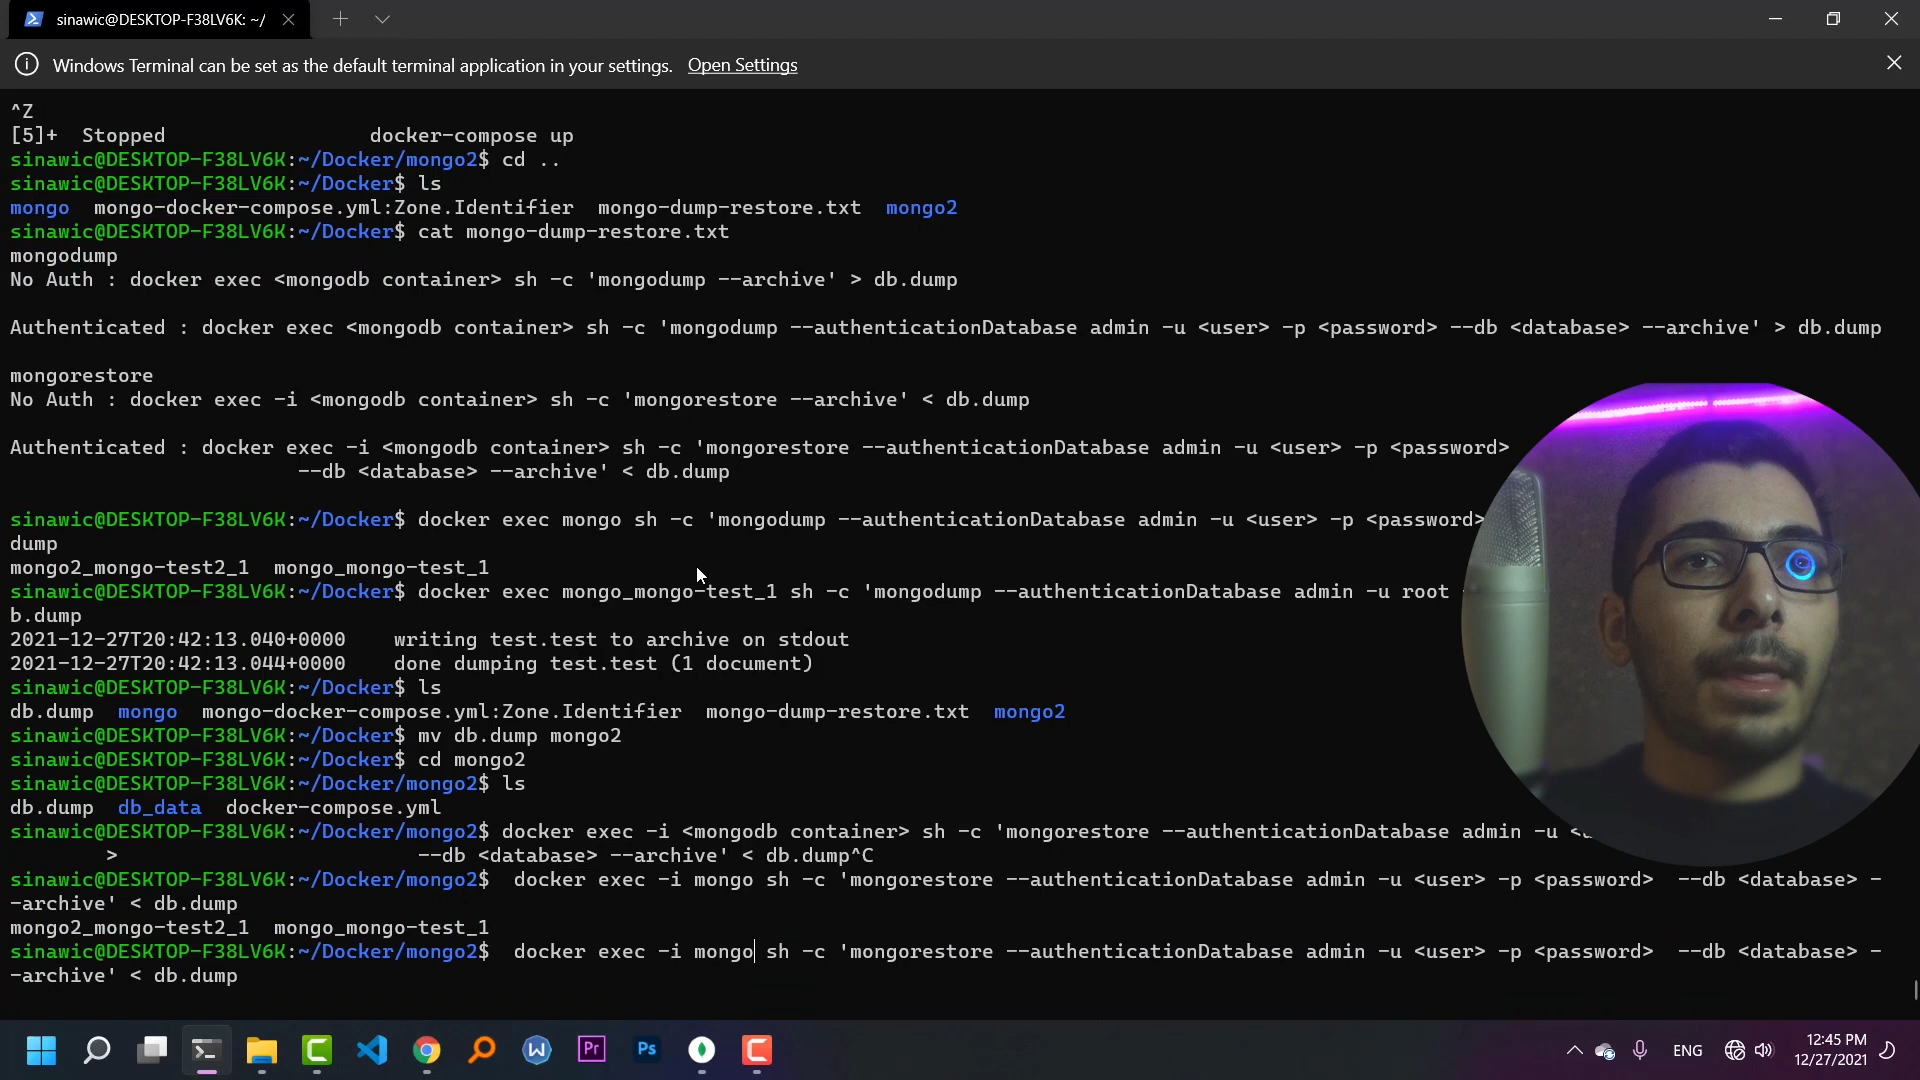 sinawic@DESKTOP-F38LV6K: ~/
Windows Terminal can be set as the default terminal application in your settings. Open Settings
^Z
[5]+  Stopped                 docker-compose up
sinawic@DESKTOP-F38LV6K:~/Docker/mongo2$ cd ..
sinawic@DESKTOP-F38LV6K:~/Docker$ ls
mongo  mongo-docker-compose.yml:Zone.Identifier  mongo-dump-restore.txt  mongo2
sinawic@DESKTOP-F38LV6K:~/Docker$ cat mongo-dump-restore.txt
mongodump
No Auth : docker exec <mongodb container> sh -c 'mongodump --archive' > db.dump
Authenticated : docker exec <mongodb container> sh -c 'mongodump --authenticationDatabase admin -u <user> -p <password> --db <database> --archive' > db.dump
mongorestore
No Auth : docker exec -i <mongodb container> sh -c 'mongorestore --archive' < db.dump
Authenticated : docker exec -i <mongodb container> sh -c 'mongorestore --authenticationDatabase admin -u <user> -p <password>
--db <database> --archive' < db.dump
sinawic@DESKTOP-F38LV6K:~/Docker$ docker exec mongo sh -c 'mongodump --authenticationDatabase admin -u <user> -p <password>
dump
mongo2_mongo-test2_1  mongo_mongo-test_1
sinawic@DESKTOP-F38LV6K:~/Docker$ docker exec mongo_mongo-test_1 sh -c 'mongodump --authenticationDatabase admin -u root
b.dump
2021-12-27T20:42:13.040+0000    writing test.test to archive on stdout
2021-12-27T20:42:13.044+0000    done dumping test.test (1 document)
sinawic@DESKTOP-F38LV6K:~/Docker$ ls
db.dump  mongo  mongo-docker-compose.yml:Zone.Identifier  mongo-dump-restore.txt  mongo2
sinawic@DESKTOP-F38LV6K:~/Docker$ mv db.dump mongo2
sinawic@DESKTOP-F38LV6K:~/Docker$ cd mongo2
sinawic@DESKTOP-F38LV6K:~/Docker/mongo2$ ls
db.dump  db_data  docker-compose.yml
sinawic@DESKTOP-F38LV6K:~/Docker/mongo2$ docker exec -i <mongodb container> sh -c 'mongorestore --authenticationDatabase admin -u
>                         --db <database> --archive' < db.dump^C
sinawic@DESKTOP-F38LV6K:~/Docker/mongo2$  docker exec -i mongo sh -c 'mongorestore --authenticationDatabase admin -u <user> -p <password>  --db <database> -
-archive' < db.dump
mongo2_mongo-test2_1  mongo_mongo-test_1
sinawic@DESKTOP-F38LV6K:~/Docker/mongo2$  docker exec -i mongo sh -c 'mongorestore --authenticationDatabase admin -u <user> -p <password>  --db <database> -
-archive' < db.dump
Pr
Ps
ENG
12:45 PM
12/27/2021